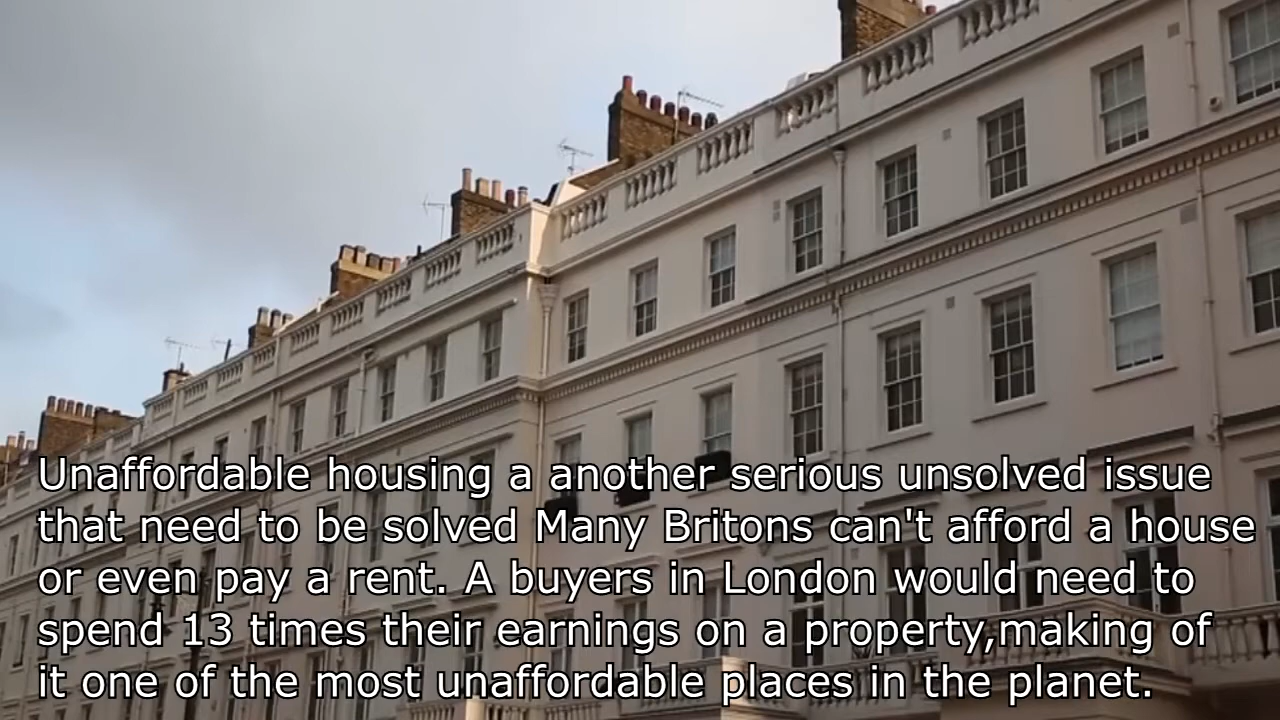 Unaffordable housing a another serious unsolved issue
that need to be solved Many Britons can't afford a house
or even pay a rent. A buyers in London would need to
spend 13 times their earnings on a property,making of
it one of the most unaffordable places in the planet.